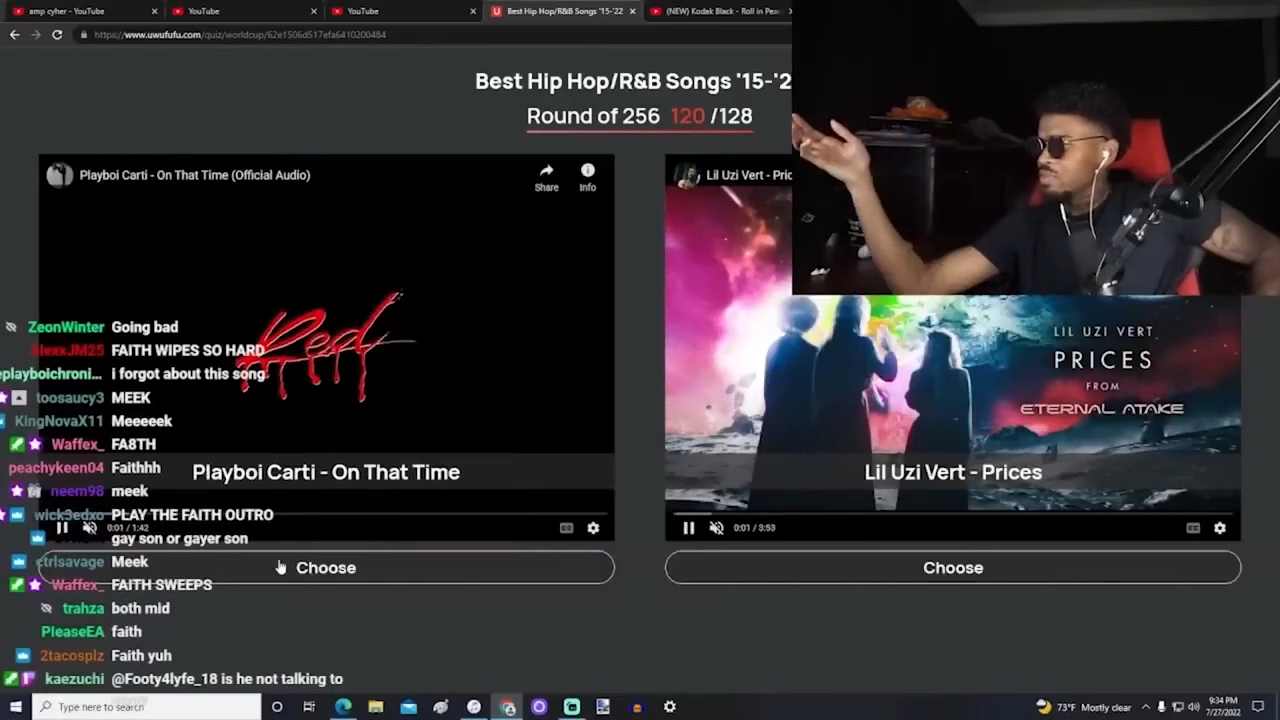 amp cyher - YouTube
YouTube
YouTube
Best Hip Hop/R&B Songs '15-'22
(NEW) Kodak Black - Roll in Pea
https://www.uwufufu.com/quiz/worldcup/62e1506d517efa6410200484
Best Hip Hop/R&B Songs '15-'2
Round of 256 120 /128
Playboi Carti - On That Time (Official Audio)
Share
Info
Lil Uzi Vert - Pric
Red
LIL UZI VERT
PRICES
FROM
ETERNAL ATAKE
Playboi Carti - On That Time
Lil Uzi Vert - Prices
0:01 / 1:42
0:01 / 3:53
Choose
Choose
ZeonWinter Going bad
alexxJM25 FAITH WIPES SO HARD
eplayboichroni... i forgot about this song
toosaucy3 MEEK
KingNovaX11 Meeeeek
Waffex_ FA8TH
peachykeen04 Faithhh
neem98 meek
wick3edxo PLAY THE FAITH OUTRO
gay son or gayer son
ctrlsavage Meek
Waffex_ FAITH SWEEPS
trahza both mid
PleaseEA faith
2tacosplz Faith yuh
kaezuchi @Footy4lyfe_18 is he not talking to
Type here to search
73°F Mostly clear
9:34 PM
7/27/2022